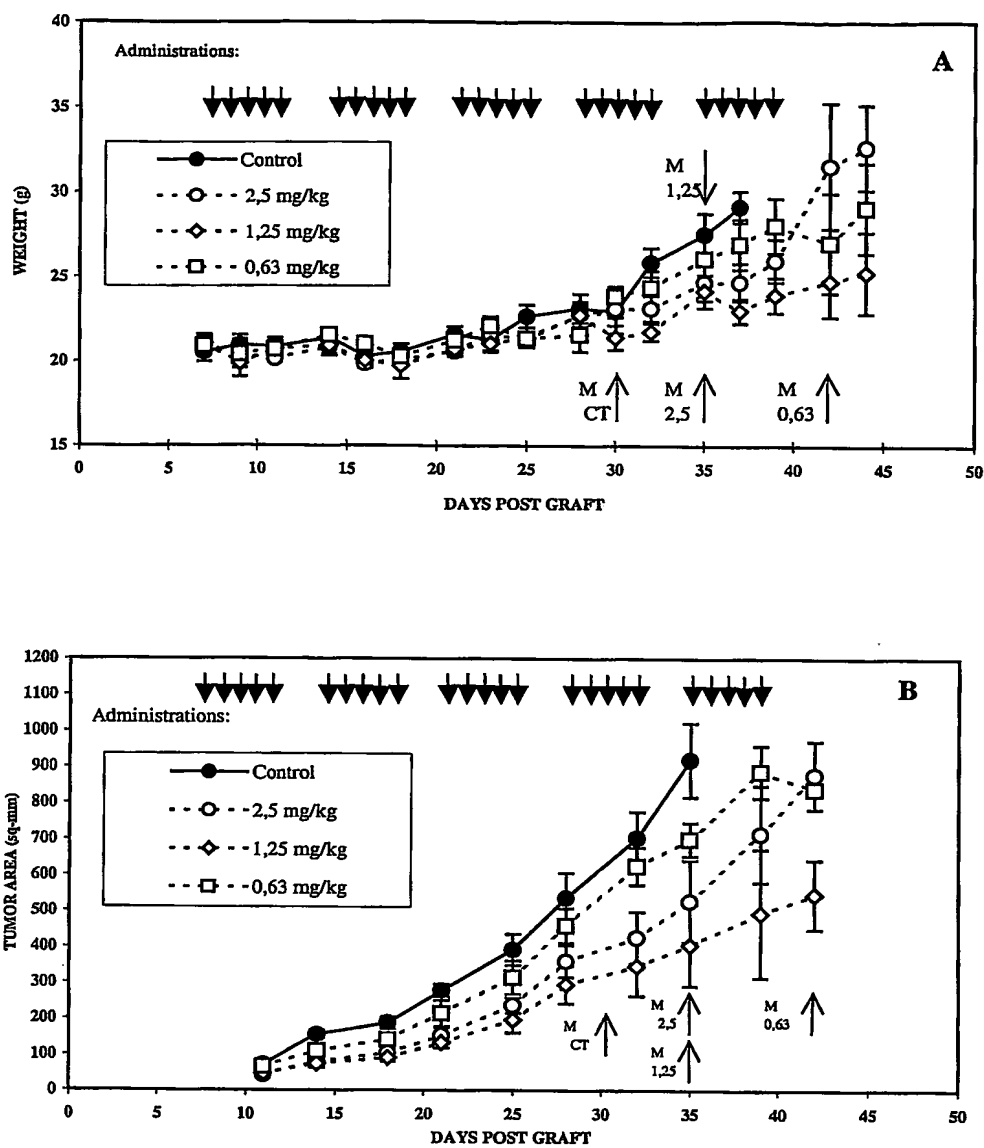 40
35
30
25
20
15
WEIGHT (g)
Administrations:
A
Control
2,5 mg/kg
1,25 mg/kg
0,63 mg/kg
M
1,25
M
CT
M
2,5
M
0,63
0 5 10 15 20 25 30 35 40 45 50
DAYS POST GRAFT
1200
1100
1000
900
800
700
600
500
400
300
200
100
0
TUMOR AREA (sq-mm)
B
Administrations:
Control
2,5 mg/kg
1,25 mg/kg
0,63 mg/kg
M
CT
M
2,5
M
1,25
M
0,63
0 5 10 15 20 25 30 35 40 45 50
DAYS POST GRAFT